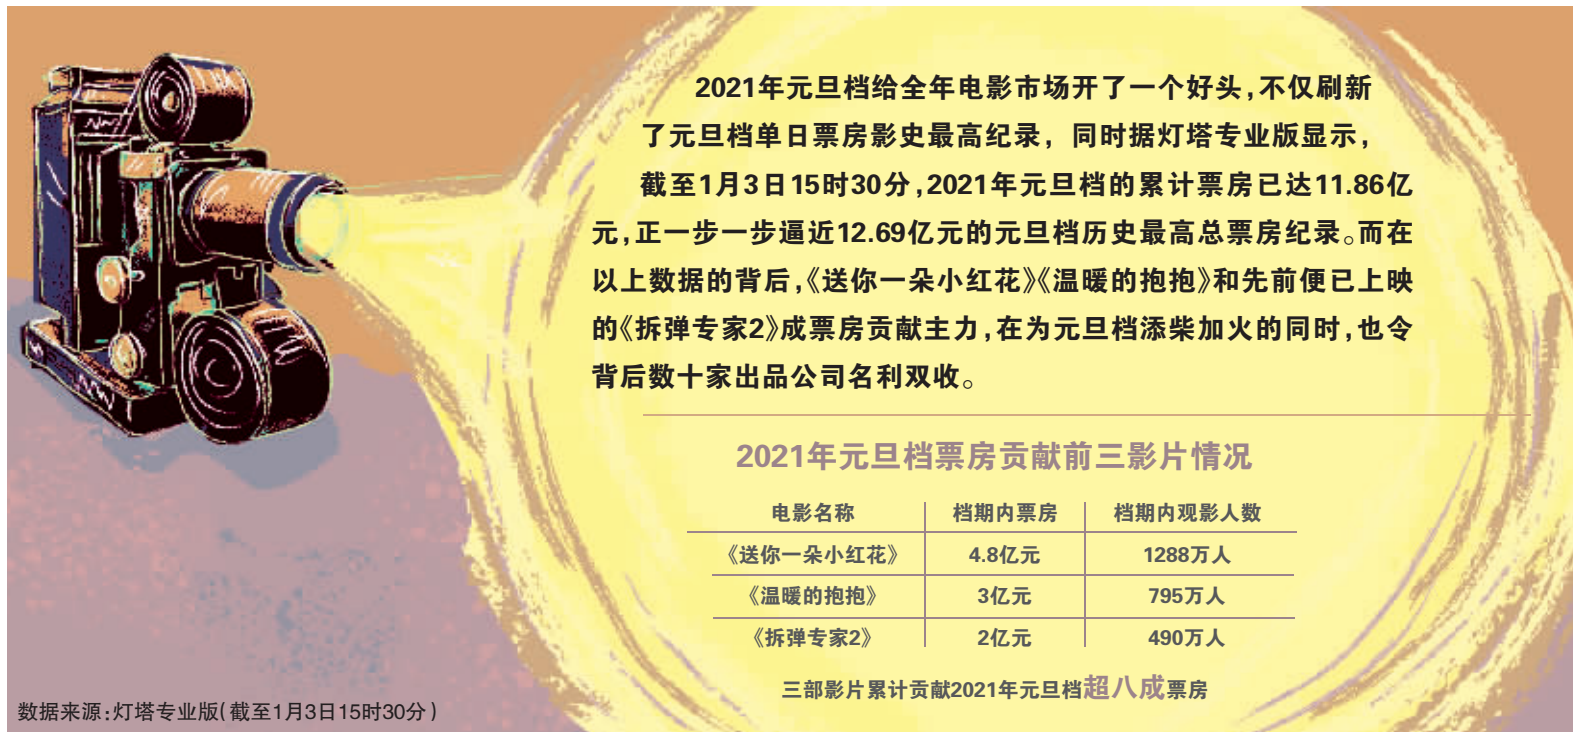 2021年元旦档给全年电影市场开了一个好头,不仅刷新
了元旦档单日票房影史最高纪录,同时据灯塔专业版显示,
截至1月3日15时30分,2021年元旦档的累计票房已达11.86亿
元,正一步一步逼近12.69亿元的元旦档历史最高总票房纪录。而在
以上数据的背后,《送你一朵小红花》《温暖的抱抱》和先前便已上映
的《拆弹专家2》成票房贡献主力,在为元旦档添柴加火的同时,也令
背后数十家出品公司名利双收。
2021年元旦档票房贡献前三影片情况
电影名称 档期内票房 档期内观影人数
《送你一朵小红花》 4.8亿元 1288万人
《温暖的抱抱》 3亿元 795万人
《拆弹专家2》 2亿元 490万人
三部影片累计贡献2021年元旦档超八成票房
数据来源:灯塔专业版(截至1月3日15时30分)